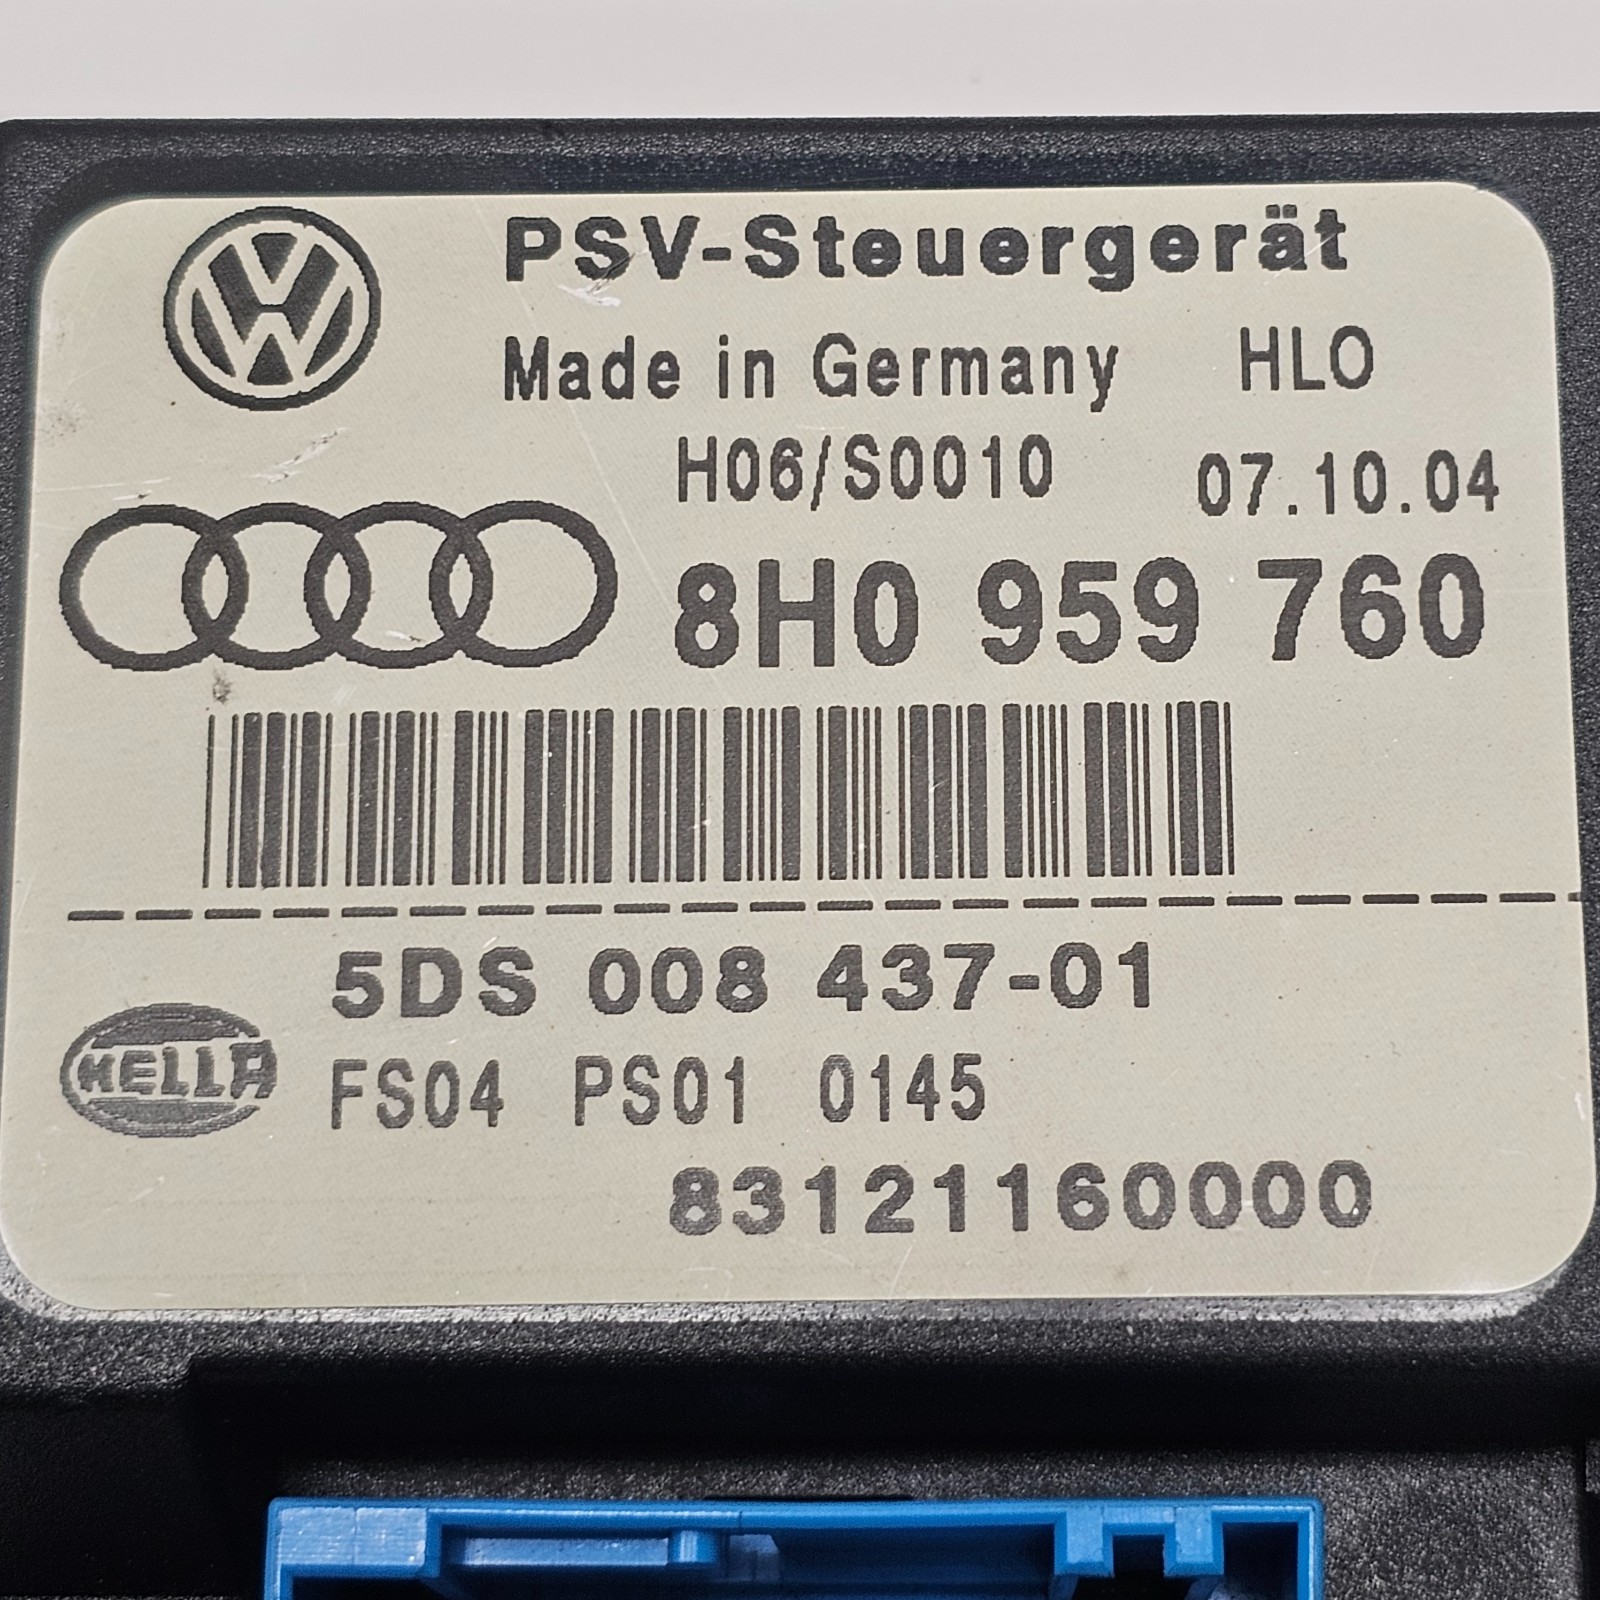 PSV-Steuergerät
Made in Germany HLO
H06/S0010 07.10.04
8H0 959 760
5DS 008 437-01
HELLA
FS04 PS01 0145
83121160000